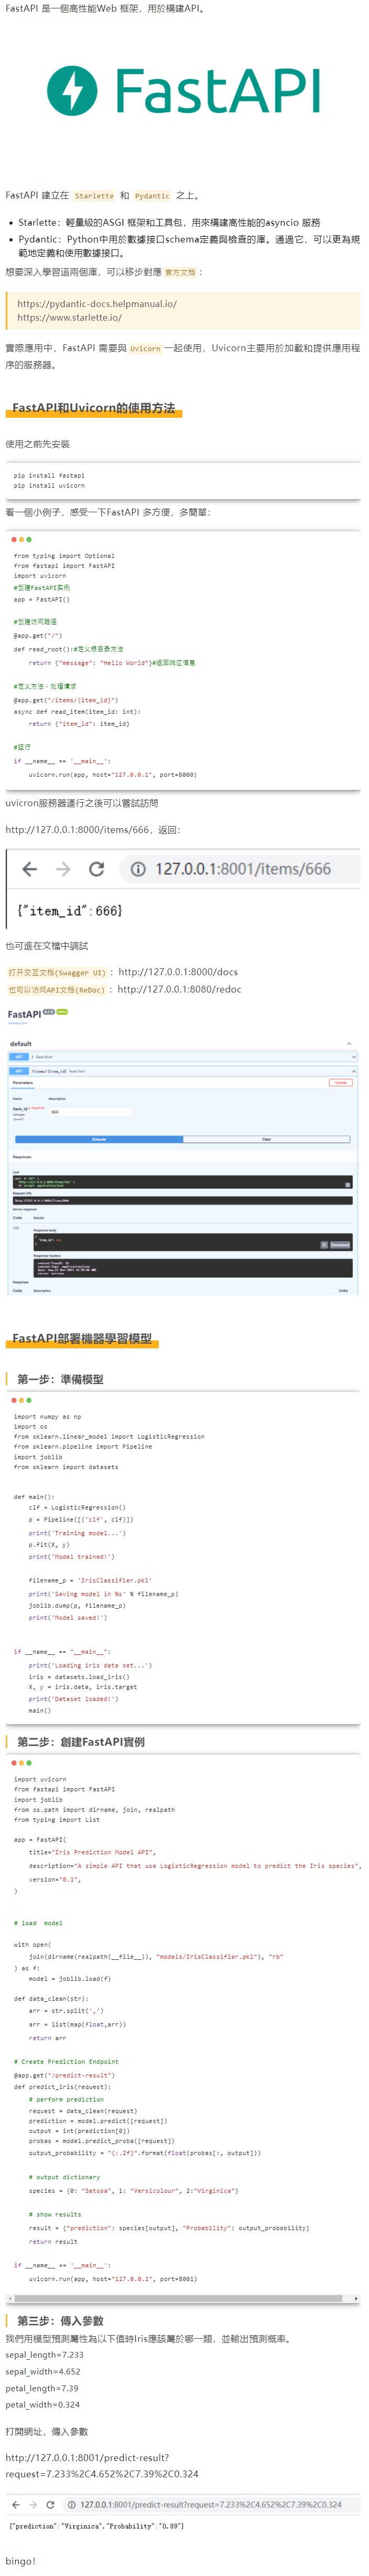 FastAPI 是一個高性能Web 框架，用於構建API。
FastAPI
FastAPI 建立在 Starlette 和 Pydantic 之上。
• Starlette：輕量級的ASGI 框架和工具包，用來構建高性能的asyncio 服務
• Pydantic：Python中用於數據接口schema定義與檢查的庫。通過它，可以更為規
範地定義和使用數據接口。
想要深入學習這兩個庫，可以移步對應 官方文档 ：
https://pydantic-docs.helpmanual.io/
https://www.starlette.io/
實際應用中，FastAPI 需要與 Uvicorn 一起使用，Uvicorn主要用於加載和提供應用程
序的服務器。
FastAPI和Uvicorn的使用方法
使用之前先安裝
pip install fastapi
pip install uvicorn
看一個小例子，感受一下FastAPI 多方便，多簡單：
from typing import Optional
from fastapi import FastAPI
import uvicorn
#创建FastAPI实例
app = FastAPI()
#创建访问路径
@app.get("/")
def read_root():#定义根目录方法
return {"message": "Hello World"}#返回响应信息
#定义方法，处理请求
@app.get("/items/{item_id}")
async def read_item(item_id: int):
return {"item_id": item_id}
#运行
if __name__ == '__main__':
uvicorn.run(app, host="127.0.0.1", port=8000)
uvicron服務器運行之後可以嘗試訪問
http://127.0.0.1:8000/items/666，返回：
127.0.0.1:8001/items/666
{"item_id":666}
也可進在文檔中調試
打开交互文档(Swagger UI) ：http://127.0.0.1:8000/docs
也可以访问API文档(ReDoc) ：http://127.0.0.1:8080/redoc
FastAPI
default
GET / Read Root
GET /items/{item_id} Read Item
Parameters
Cancel
Name Description
item_id
666
Execute Clear
Responses
Curl
Request URL
Server response
Code Details
200 Response body
Download
Response headers
Responses
Code Description Links
FastAPI部署機器學習模型
第一步：準備模型
import numpy as np
import os
from sklearn.linear_model import LogisticRegression
from sklearn.pipeline import Pipeline
import joblib
from sklearn import datasets
def main():
clf = LogisticRegression()
p = Pipeline([('clf', clf)])
print('Training model...')
p.fit(X, y)
print('Model trained!')
filename_p = 'IrisClassifier.pkl'
print('Saving model in %s' % filename_p)
joblib.dump(p, filename_p)
print('Model saved!')
if __name__ == "__main__":
print('Loading iris data set...')
iris = datasets.load_iris()
X, y = iris.data, iris.target
print('Dataset loaded!')
main()
第二步：創建FastAPI實例
import uvicorn
from fastapi import FastAPI
import joblib
from os.path import dirname, join, realpath
from typing import List
app = FastAPI(
title="Iris Prediction Model API",
description="A simple API that use LogisticRegression model to predict the Iris species",
version="0.1",
)
# load  model
with open(
join(dirname(realpath(__file__)), "models/IrisClassifier.pkl"), "rb"
) as f:
model = joblib.load(f)
def data_clean(str):
arr = str.split(',')
arr = list(map(float,arr))
return arr
# Create Prediction Endpoint
@app.get("/predict-result")
def predict_iris(request):
# perform prediction
request = data_clean(request)
prediction = model.predict([request])
output = int(prediction[0])
probas = model.predict_proba([request])
output_probability = "{:.2f}".format(float(probas[:, output]))
# output dictionary
species = {0: "Setosa", 1: "Versicolour", 2:"Virginica"}
# show results
result = {"prediction": species[output], "Probability": output_probability}
return result
if __name__ == '__main__':
uvicorn.run(app, host="127.0.0.1", port=8001)
第三步：傳入參數
我們用模型預測屬性為以下值時Iris應該屬於哪一類，並輸出預測概率。
sepal_length=7.233
sepal_width=4.652
petal_length=7.39
petal_width=0.324
打開網址，傳入參數
http://127.0.0.1:8001/predict-result?
request=7.233%2C4.652%2C7.39%2C0.324
127.0.0.1:8001/predict-result?request=7.233%2C4.652%2C7.39%2C0.324
{"prediction":"Virginica","Probability":"0.89"}
bingo!